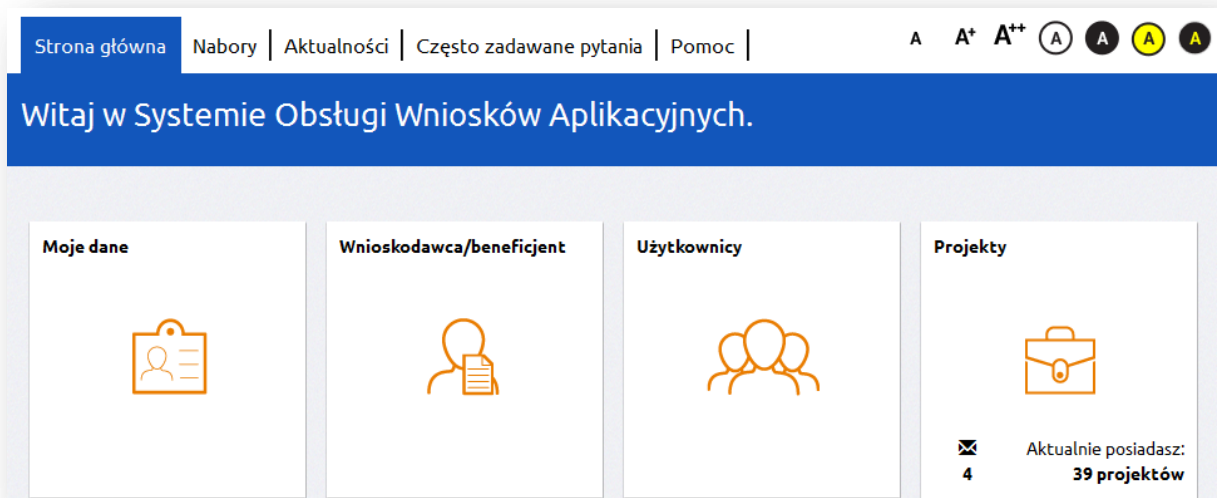 Strona główna Nabory Aktualności Często zadawane pytania Pomoc A A+ A++ A A A A
Witaj w Systemie Obsługi Wniosków Aplikacyjnych.
Moje dane Wnioskodawca/beneficjent Użytkownicy Projekty
Aktualnie posiadasz:
4 39 projektów